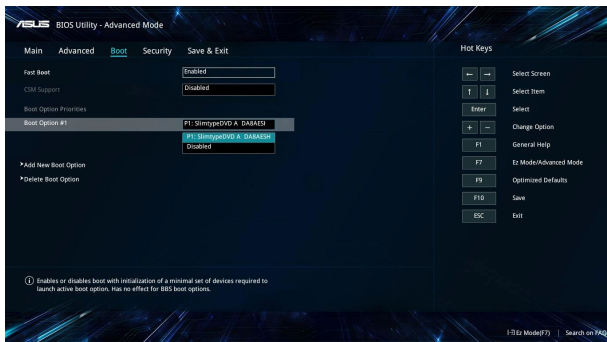 ASUS BIOS Utility - Advanced Mode
Main Advanced Boot Security Save & Exit
Hot Keys
Fast Boot Enabled
CSM Support Disabled
Boot Option Priorities
Boot Option #1 P1: SlimtypeDVD A DA8AESI
P1: SlimtypeDVD A DA8AESH
Disabled
>Add New Boot Option
>Delete Boot Option
← → Select Screen
↑ ↓ Select Item
Enter Select
+ − Change Option
F1 General Help
F7 Ez Mode/Advanced Mode
F9 Optimized Defaults
F10 Save
ESC Exit
Enables or disables boot with initialization of a minimal set of devices required to
launch active boot option. Has no effect for BBS boot options.
Ez Mode(F7) | Search on FAQ